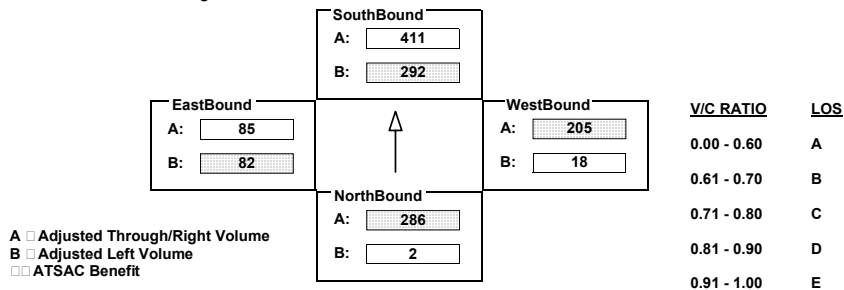 SouthBound
A: 411
B: 292
EastBound
A: 85
B: 82
WestBound
A: 205
B: 18
NorthBound
A: 286
B: 2
A □ Adjusted Through/Right Volume
B □ Adjusted Left Volume
□□ ATSAC Benefit
V/C RATIO LOS
0.00 - 0.60 A
0.61 - 0.70 B
0.71 - 0.80 C
0.81 - 0.90 D
0.91 - 1.00 E